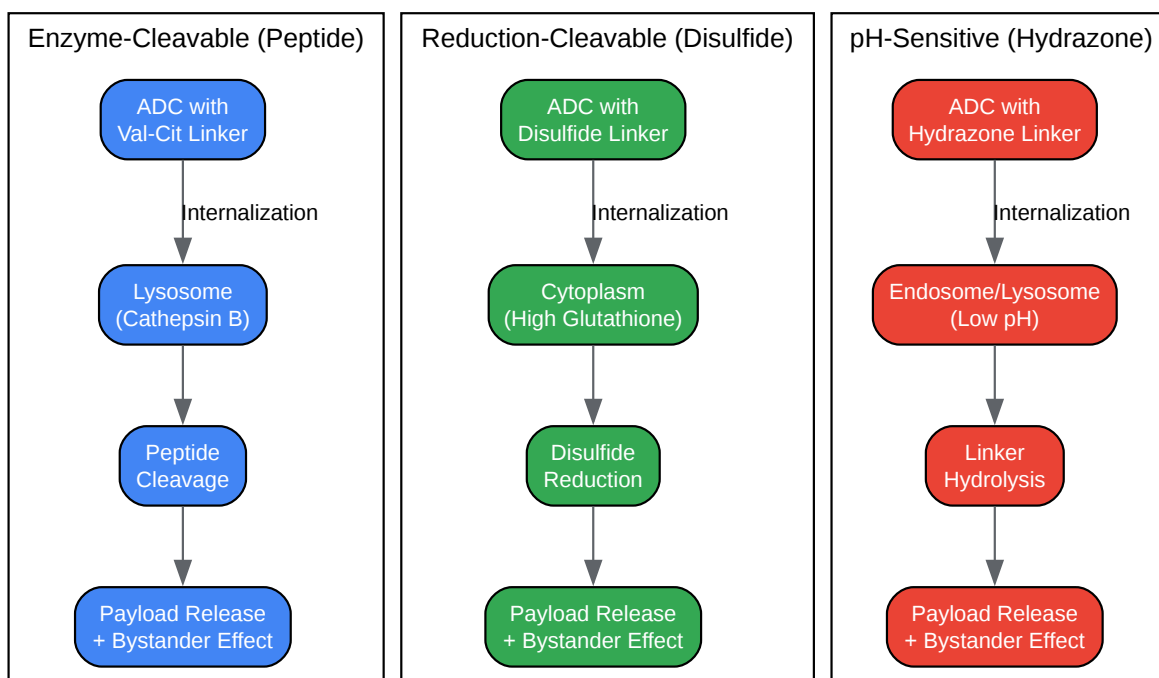 Enzyme-Cleavable (Peptide)
ADC with
Val-Cit Linker
Internalization
Lysosome
(Cathepsin B)
Peptide
Cleavage
Payload Release
+ Bystander Effect
Reduction-Cleavable (Disulfide)
ADC with
Disulfide Linker
Internalization
Cytoplasm
(High Glutathione)
Disulfide
Reduction
Payload Release
+ Bystander Effect
pH-Sensitive (Hydrazone)
ADC with
Hydrazone Linker
Internalization
Endosome/Lysosome
(Low pH)
Linker
Hydrolysis
Payload Release
+ Bystander Effect